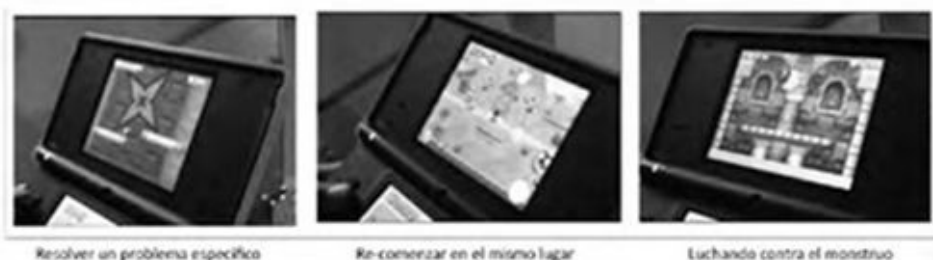 Resolver un problema específico
Re-comenzar en el mismo lugar
Luchando contra el monstruo